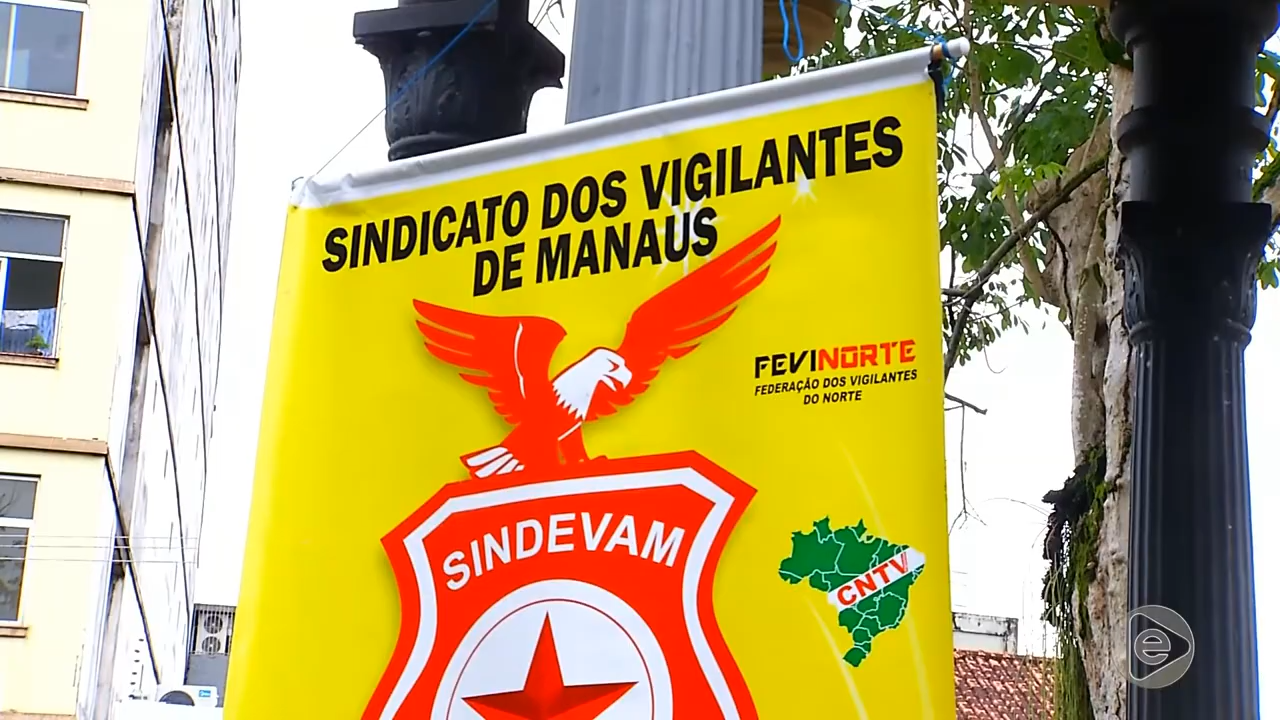 SINDICATO DOS VIGILANTES
DE MANAUS
FEVINORTE
FEDERAÇÃO DOS VIGILANTES
DO NORTE
SINDEVAM
CNTV
e